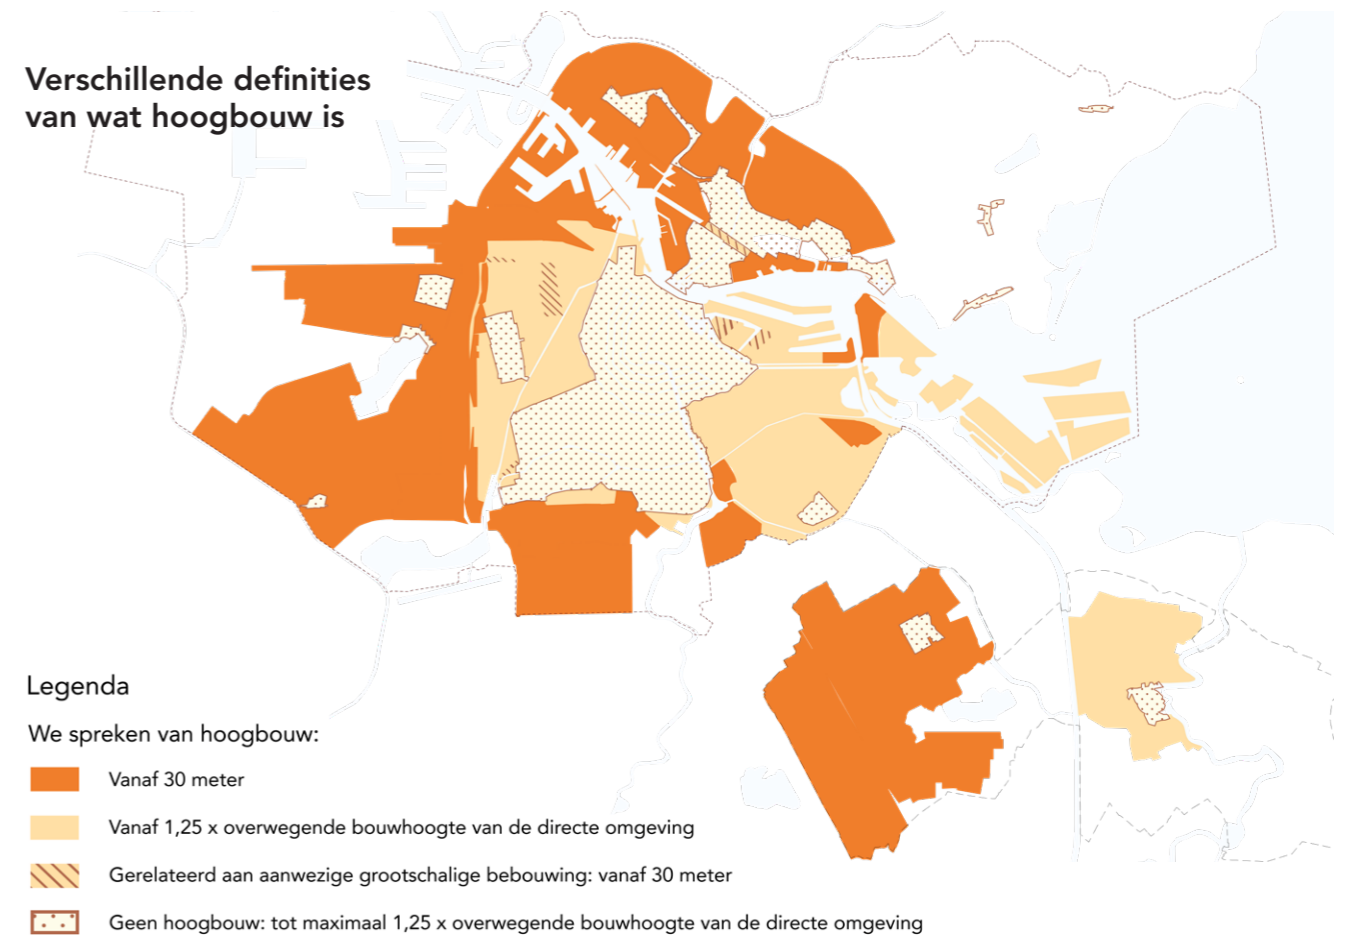 Verschillende definities
van wat hoogbouw is
Legenda
We spreken van hoogbouw:
Vanaf 30 meter
Vanaf 1,25 x overwegende bouwhoogte van de directe omgeving
Gerelateerd aan aanwezige grootschalige bebouwing: vanaf 30 meter
Geen hoogbouw: tot maximaal 1,25 x overwegende bouwhoogte van de directe omgeving